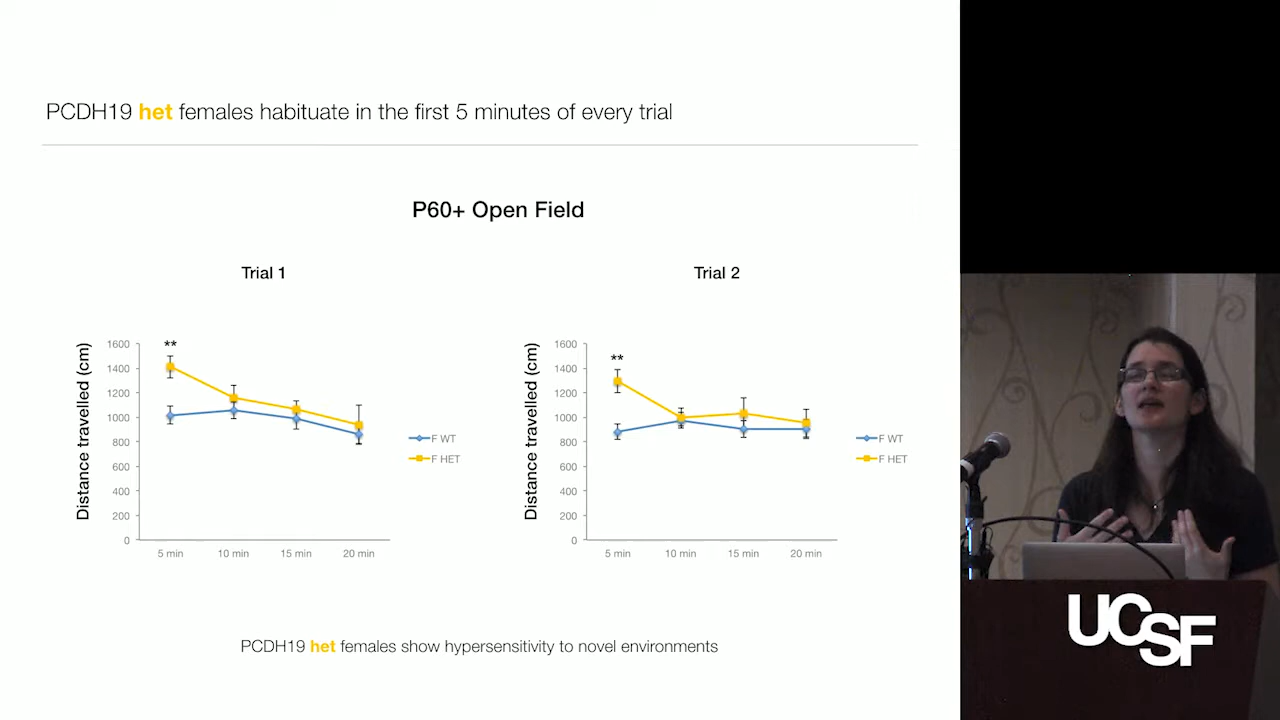 PCDH19 het females habituate in the first 5 minutes of every trial
P60+ Open Field
Trial 1
Distance travelled (cm)
1600
1400
1200
1000
800
600
400
200
0
**
5 min 10 min 15 min 20 min
F WT
F HET
Trial 2
Distance travelled (cm)
1600
1400
1200
1000
800
600
400
200
0
**
5 min 10 min 15 min 20 min
F WT
F HET
PCDH19 het females show hypersensitivity to novel environments
UCSF